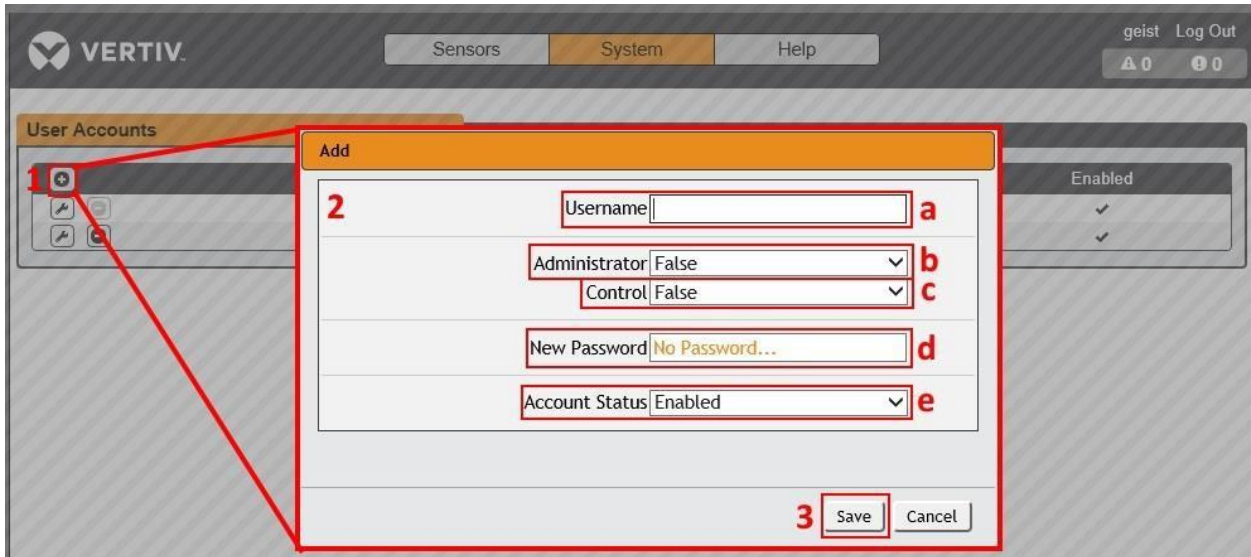 VERTIV.
Sensors System Help
geist Log Out
0 0
User Accounts
1
Enabled
Add
2
Username a
Administrator False b
Control False c
New Password No Password... d
Account Status Enabled e
3 Save Cancel